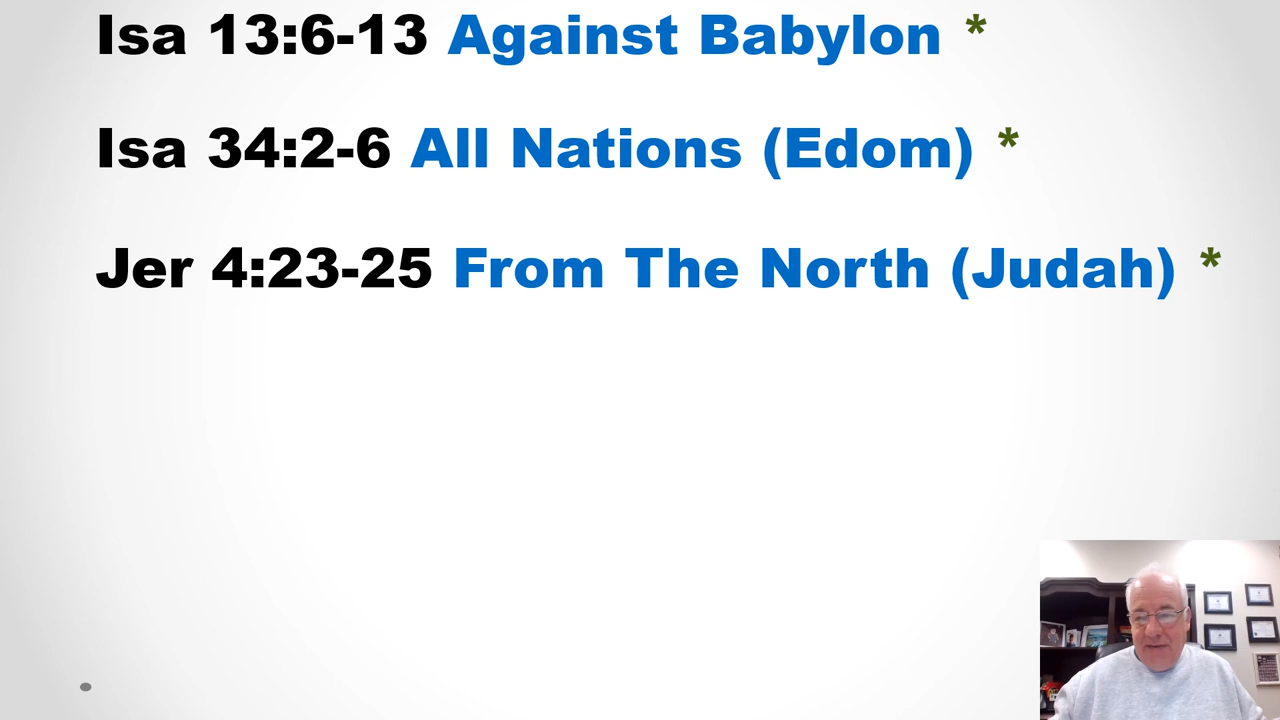 Isa 13:6-13 Against Babylon *
Isa 34:2-6 All Nations (Edom) *
Jer 4:23-25 From The North (Judah) *